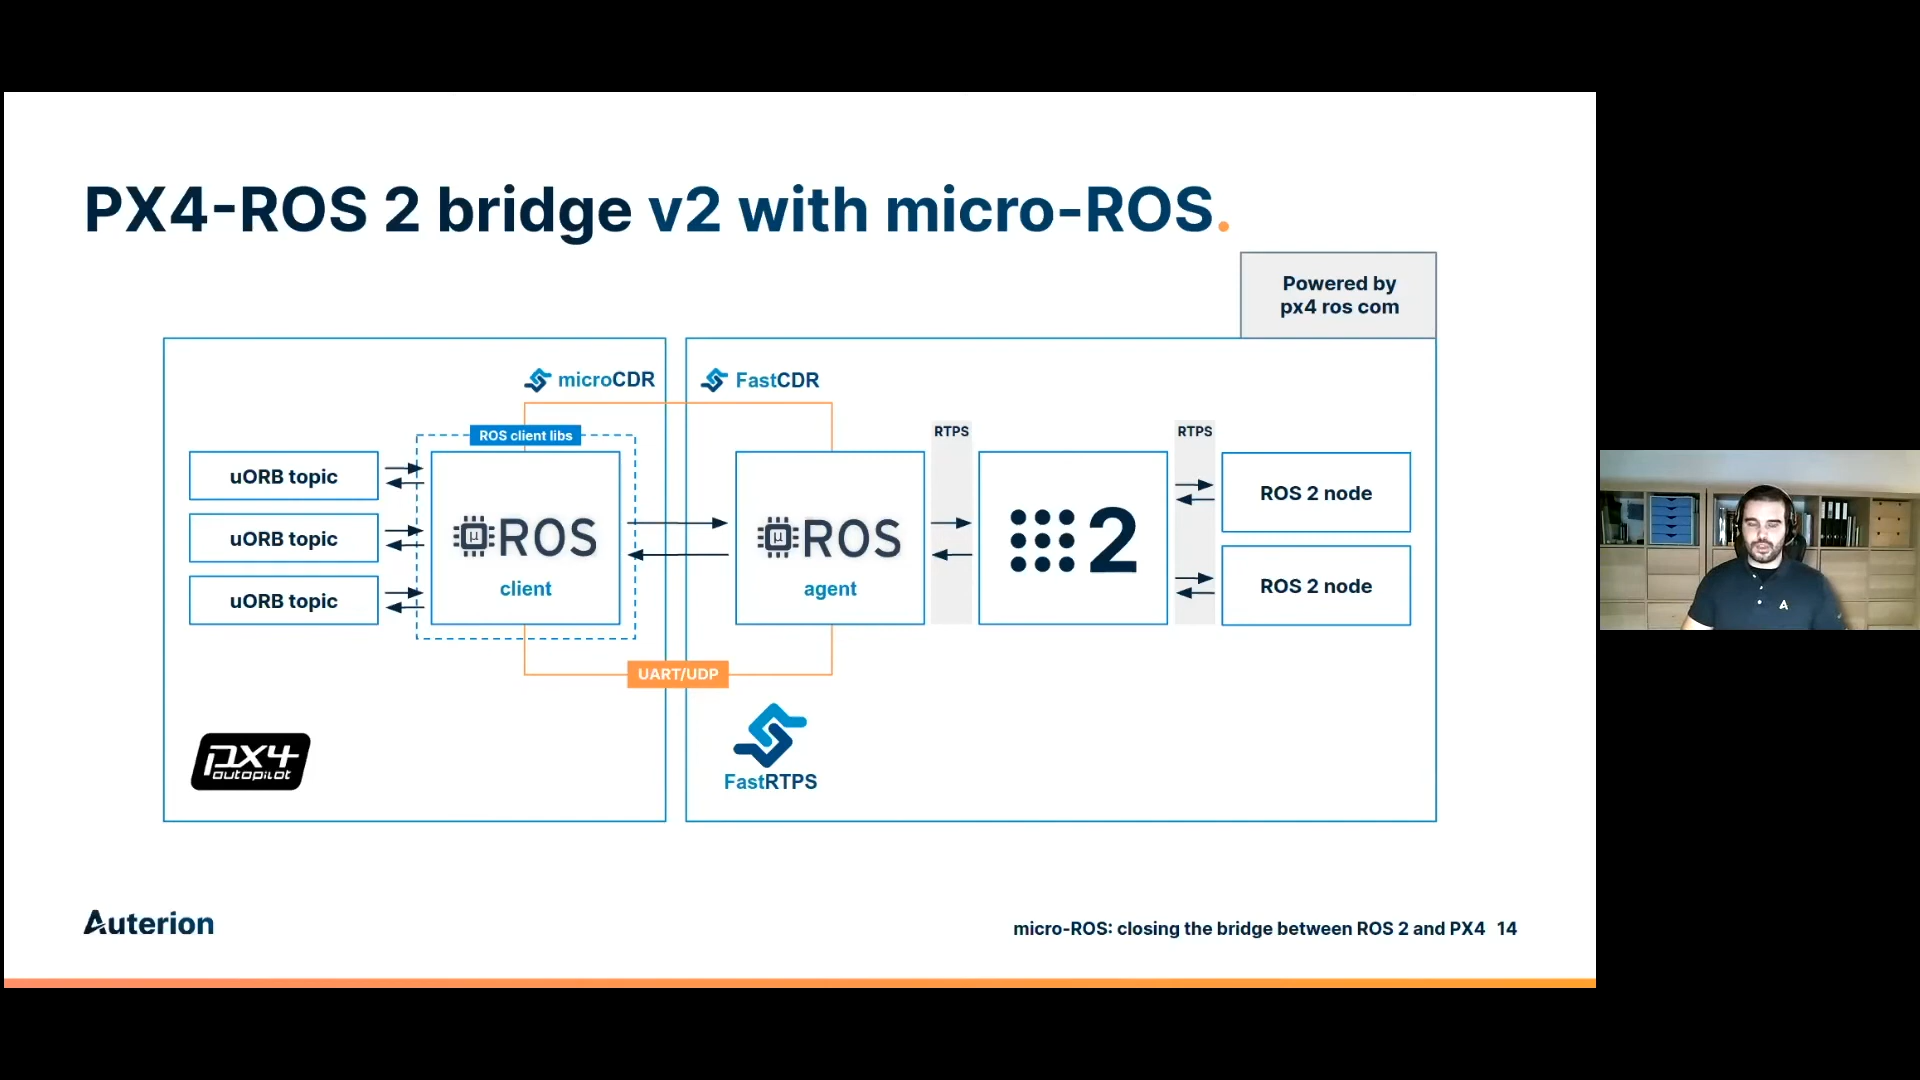 PX4-ROS 2 bridge v2 with micro-ROS.
Powered by
px4 ros com
microCDR
FastCDR
ROS client libs
RTPS
RTPS
uORB topic
uORB topic
uORB topic
µROS
client
µROS
agent
2
ROS 2 node
ROS 2 node
UART/UDP
px4
autopilot
FastRTPS
Auterion
micro-ROS: closing the bridge between ROS 2 and PX4 14